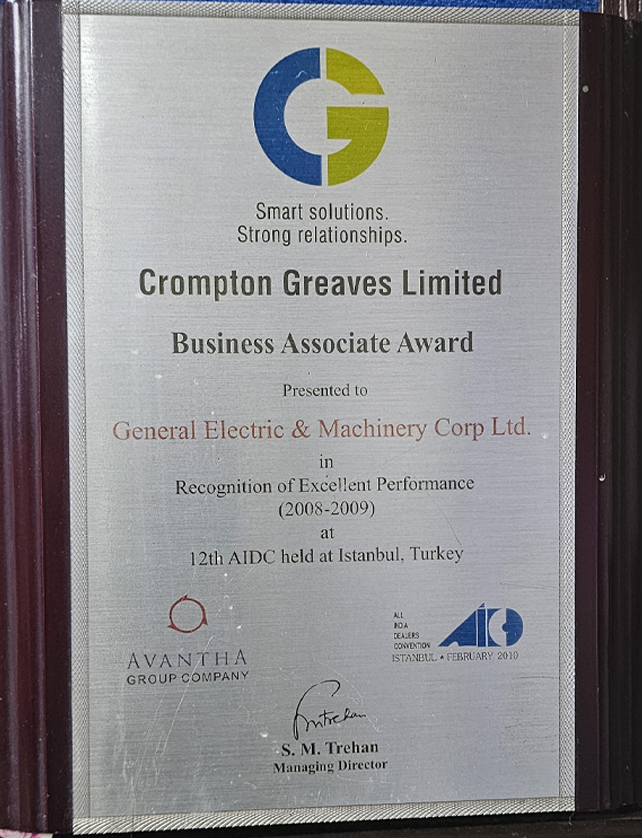 Smart solutions.
Strong relationships.
Crompton Greaves Limited
Business Associate Award
Presented to
General Electric & Machinery Corp Ltd.
in
Recognition of Excellent Performance
(2008-2009)
at
12th AIDC held at Istanbul, Turkey
AVANTHA
GROUP COMPANY
ALL
INDIA
DEALERS
CONVENTION
AIDC
ISTANBUL ★ FEBRUARY 2010
S. M. Trehan
Managing Director